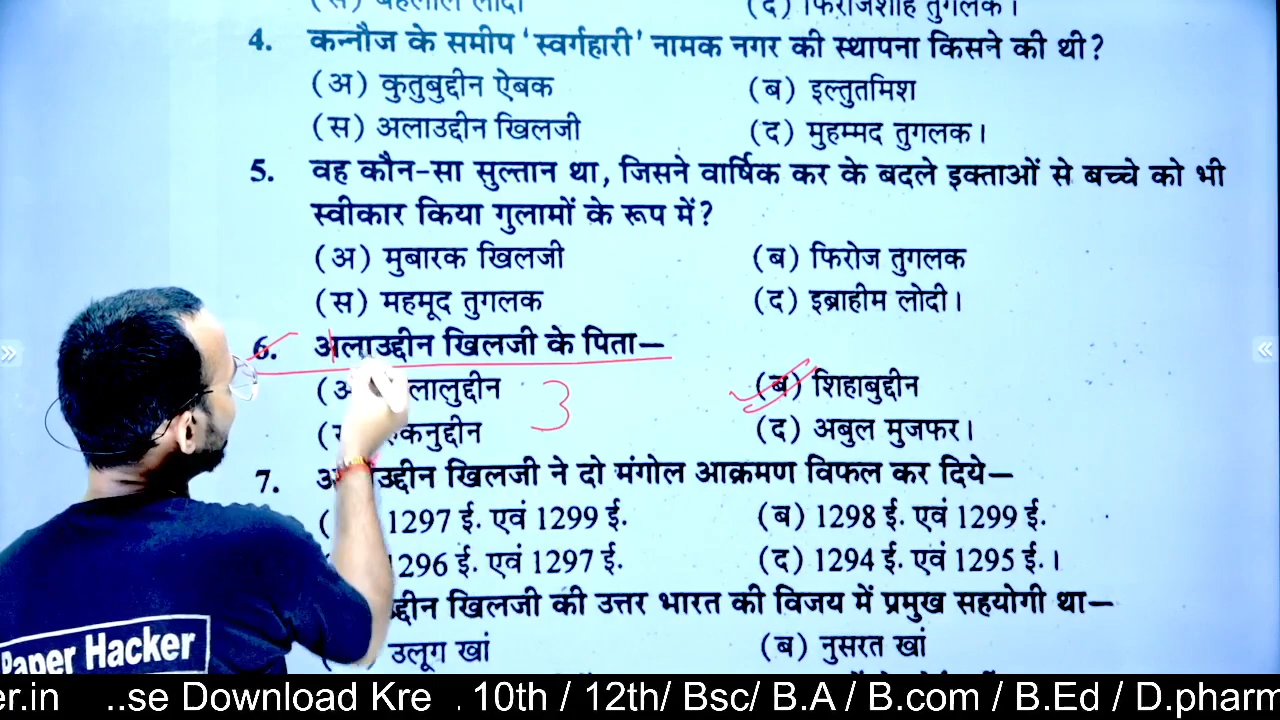 (स) बहलोल लोदी (द) फिरोजशाह तुगलक।
4. कन्नौज के समीप 'स्वर्गहारी' नामक नगर की स्थापना किसने की थी?
(अ) कुतुबुद्दीन ऐबक (ब) इल्तुतमिश
(स) अलाउद्दीन खिलजी (द) मुहम्मद तुगलक।
5. वह कौन-सा सुल्तान था, जिसने वार्षिक कर के बदले इक्ताओं से बच्चे को भी
स्वीकार किया गुलामों के रूप में?
(अ) मुबारक खिलजी (ब) फिरोज तुगलक
(स) महमूद तुगलक (द) इब्राहीम लोदी।
6. अलाउद्दीन खिलजी के पिता—
(अ लालुद्दीन 3 (ब) शिहाबुद्दीन
कनुद्दीन (द) अबुल मुजफर।
7. उद्दीन खिलजी ने दो मंगोल आक्रमण विफल कर दिये—
( 1297 ई. एवं 1299 ई. (ब) 1298 ई. एवं 1299 ई.
1296 ई. एवं 1297 ई. (द) 1294 ई. एवं 1295 ई.।
द्दीन खिलजी की उत्तर भारत की विजय में प्रमुख सहयोगी था—
उलूग खां (ब) नुसरत खां
Paper Hacker
er.in ..se Download Kre . 10th / 12th/ Bsc/ B.A / B.com / B.Ed / D.pharm